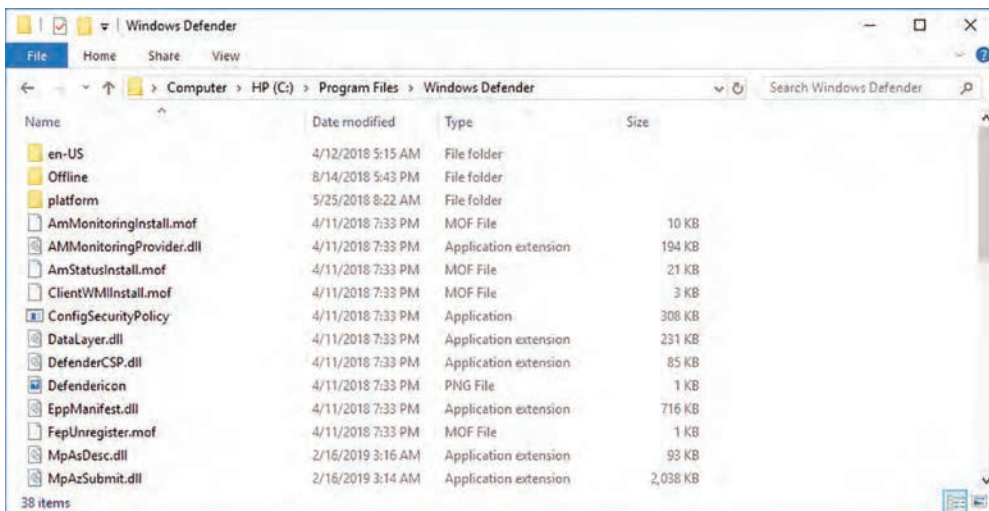 Windows Defender
File Home Share View
Computer › HP (C:) › Program Files › Windows Defender Search Windows Defender
Name Date modified Type Size
en-US 4/12/2018 5:15 AM File folder
Offline 8/14/2018 5:43 PM File folder
platform 5/25/2018 8:22 AM File folder
AmMonitoringInstall.mof 4/11/2018 7:33 PM MOF File 10 KB
AMMonitoringProvider.dll 4/11/2018 7:33 PM Application extension 194 KB
AmStatusInstall.mof 4/11/2018 7:33 PM MOF File 21 KB
ClientWMIInstall.mof 4/11/2018 7:33 PM MOF File 3 KB
ConfigSecurityPolicy 4/11/2018 7:33 PM Application 308 KB
DataLayer.dll 4/11/2018 7:33 PM Application extension 231 KB
DefenderCSP.dll 4/11/2018 7:33 PM Application extension 85 KB
Defendericon 4/11/2018 7:33 PM PNG File 1 KB
EppManifest.dll 4/11/2018 7:33 PM Application extension 716 KB
FepUnregister.mof 4/11/2018 7:33 PM MOF File 1 KB
MpAsDesc.dll 2/16/2019 3:16 AM Application extension 93 KB
MpAzSubmit.dll 2/16/2019 3:14 AM Application extension 2,038 KB
38 items